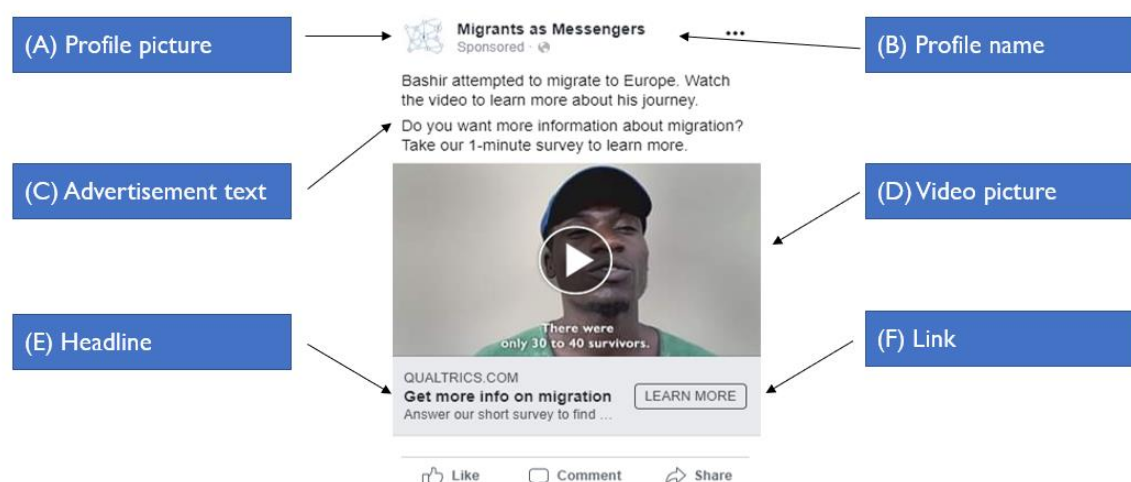 (A) Profile picture
Migrants as Messengers
Sponsored
(B) Profile name
Bashir attempted to migrate to Europe. Watch
the video to learn more about his journey.
Do you want more information about migration?
Take our 1-minute survey to learn more.
(C) Advertisement text
(D) Video picture
There were
only 30 to 40 survivors.
(E) Headline
(F) Link
QUALTRICS.COM
Get more info on migration
LEARN MORE
Answer our short survey to find ...
Like
Comment
Share